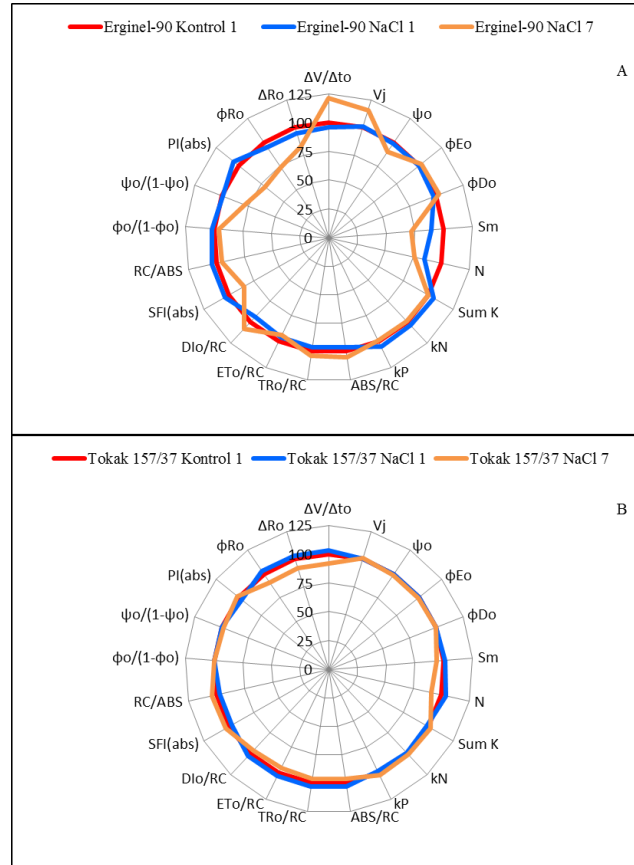 Erginel-90 Kontrol 1 Erginel-90 NaCl 1 Erginel-90 NaCl 7
A
ΔV/Δto
ΔRo Vj
φRo ψo
PI(abs) φEo
ψo/(1-ψo) φDo
φo/(1-φo) Sm
RC/ABS N
SFI(abs) Sum K
DIo/RC kN
ETo/RC kP
TRo/RC ABS/RC
125
100
75
50
25
0
Tokak 157/37 Kontrol 1 Tokak 157/37 NaCl 1 Tokak 157/37 NaCl 7
B
ΔV/Δto
ΔRo Vj
φRo ψo
PI(abs) φEo
ψo/(1-ψo) φDo
φo/(1-φo) Sm
RC/ABS N
SFI(abs) Sum K
DIo/RC kN
ETo/RC kP
TRo/RC ABS/RC
125
100
75
50
25
0